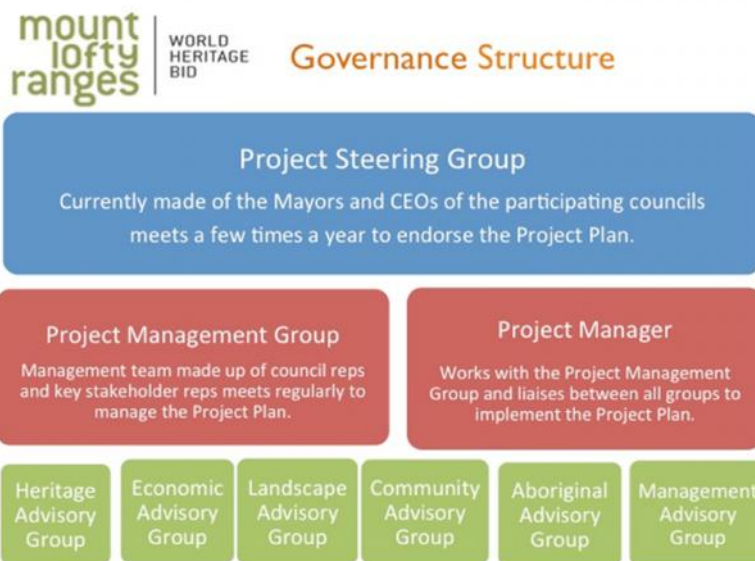 mount
lofty
ranges
WORLD
HERITAGE
BID
Governance Structure
Project Steering Group
Currently made of the Mayors and CEOs of the participating councils
meets a few times a year to endorse the Project Plan.
Project Management Group
Management team made up of council reps
and key stakeholder reps meets regularly to
manage the Project Plan.
Project Manager
Works with the Project Management
Group and liaises between all groups to
implement the Project Plan.
Heritage
Advisory
Group
Economic
Advisory
Group
Landscape
Advisory
Group
Community
Advisory
Group
Aboriginal
Advisory
Group
Management
Advisory
Group